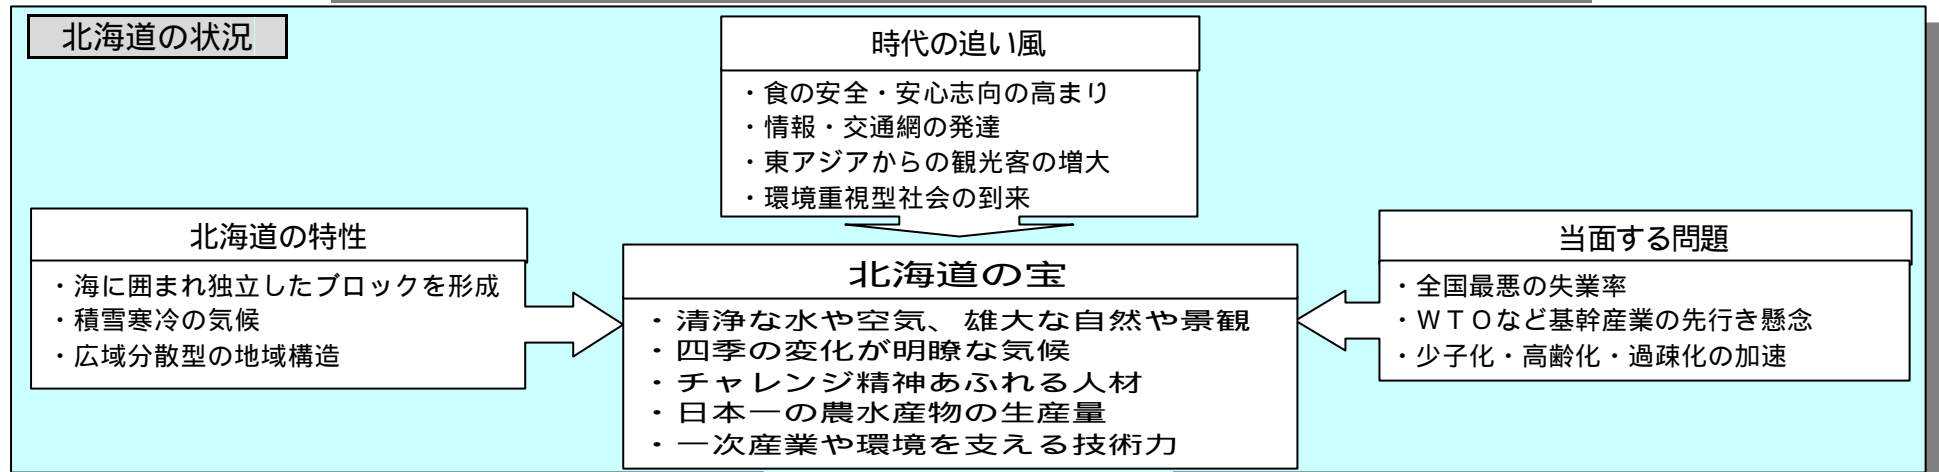 北海道の状況
時代の追い風
・食の安全・安心志向の高まり
・情報・交通網の発達
・東アジアからの観光客の増大
・環境重視型社会の到来
北海道の特性
・海に囲まれ独立したブロックを形成
・積雪寒冷の気候
・広域分散型の地域構造
北海道の宝
・清浄な水や空気、雄大な自然や景観
・四季の変化が明瞭な気候
・チャレンジ精神あふれる人材
・日本一の農水産物の生産量
・一次産業や環境を支える技術力
当面する問題
・全国最悪の失業率
・ＷＴＯなど基幹産業の先行き懸念
・少子化・高齢化・過疎化の加速